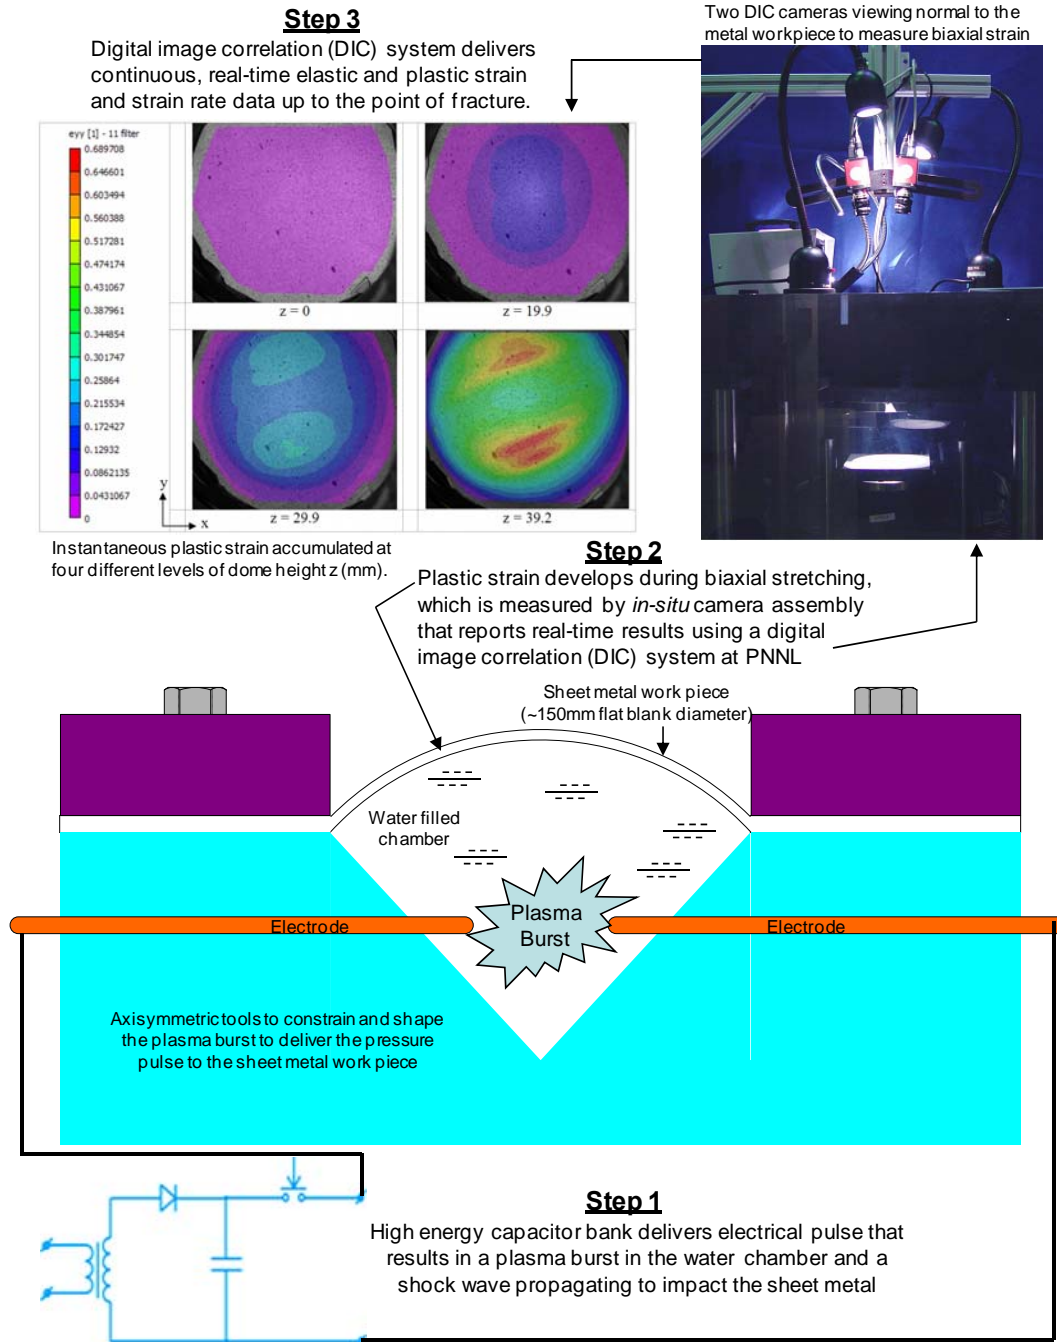 Step 3
Digital image correlation (DIC) system delivers
continuous, real-time elastic and plastic strain
and strain rate data up to the point of fracture.
Two DIC cameras viewing normal to the
metal workpiece to measure biaxial strain
eyy [1] - 11 filter
0.689708
0.646601
0.603494
0.560388
0.517281
0.474174
0.431067
0.387961
0.344854
0.301747
0.25864
0.215534
0.172427
0.12932
0.0862135
0.0431067
0
z = 0
z = 19.9
z = 29.9
z = 39.2
y
x
Instantaneous plastic strain accumulated at
four different levels of dome height z (mm).
Step 2
Plastic strain develops during biaxial stretching,
which is measured by in-situ camera assembly
that reports real-time results using a digital
image correlation (DIC) system at PNNL
Sheet metal work piece
(~150mm flat blank diameter)
Water filled
chamber
Plasma
Burst
Electrode
Electrode
Axisymmetric tools to constrain and shape
the plasma burst to deliver the pressure
pulse to the sheet metal work piece
Step 1
High energy capacitor bank delivers electrical pulse that
results in a plasma burst in the water chamber and a
shock wave propagating to impact the sheet metal